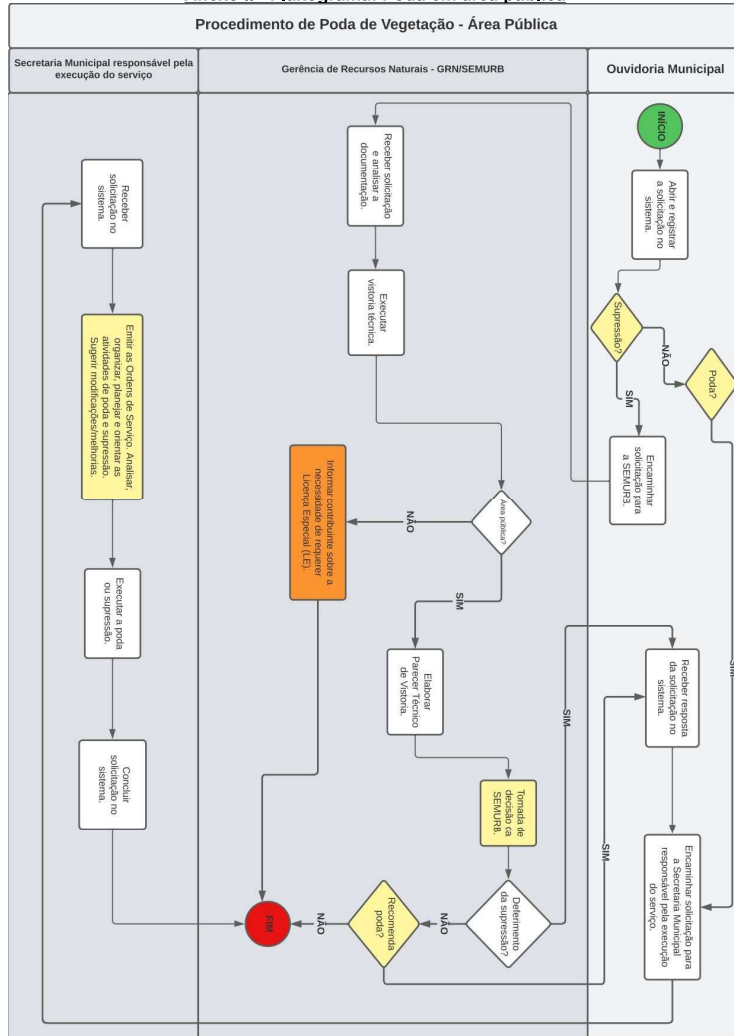 Procedimento de Poda de Vegetação - Área Pública
Secretaria Municipal responsável pela
execução do serviço
Gerência de Recursos Naturais - GRN/SEMURB
Ouvidoria Municipal
INÍCIO
Abrir e registrar
a solicitação no
sistema.
Supressão?
NÃO
Poda?
SIM
SIM
Encaminhar
solicitação para
a SEMURB.
Receber solicitação
e analisar a
documentação.
Executar
vistoria técnica.
Área pública?
NÃO
Informar contribuinte sobre a
necessidade de requerer
Licença Especial (LE).
SIM
Elaborar
Parecer Técnico
de Vistoria.
Tomada de
decisão da
SEMURB.
Deferimento
da supressão?
SIM
NÃO
Recomenda
poda?
SIM
NÃO
FIM
Receber resposta
da solicitação no
sistema.
Encaminhar solicitação para
a Secretaria Municipal
responsável pela execução
do serviço.
Receber
solicitação no
sistema.
Emitir as Ordens de Serviço. Analisar,
organizar, planejar e orientar as
atividades de poda e supressão.
Sugerir modificações/melhorias.
Executar a poda
ou supressão.
Concluir
solicitação no
sistema.